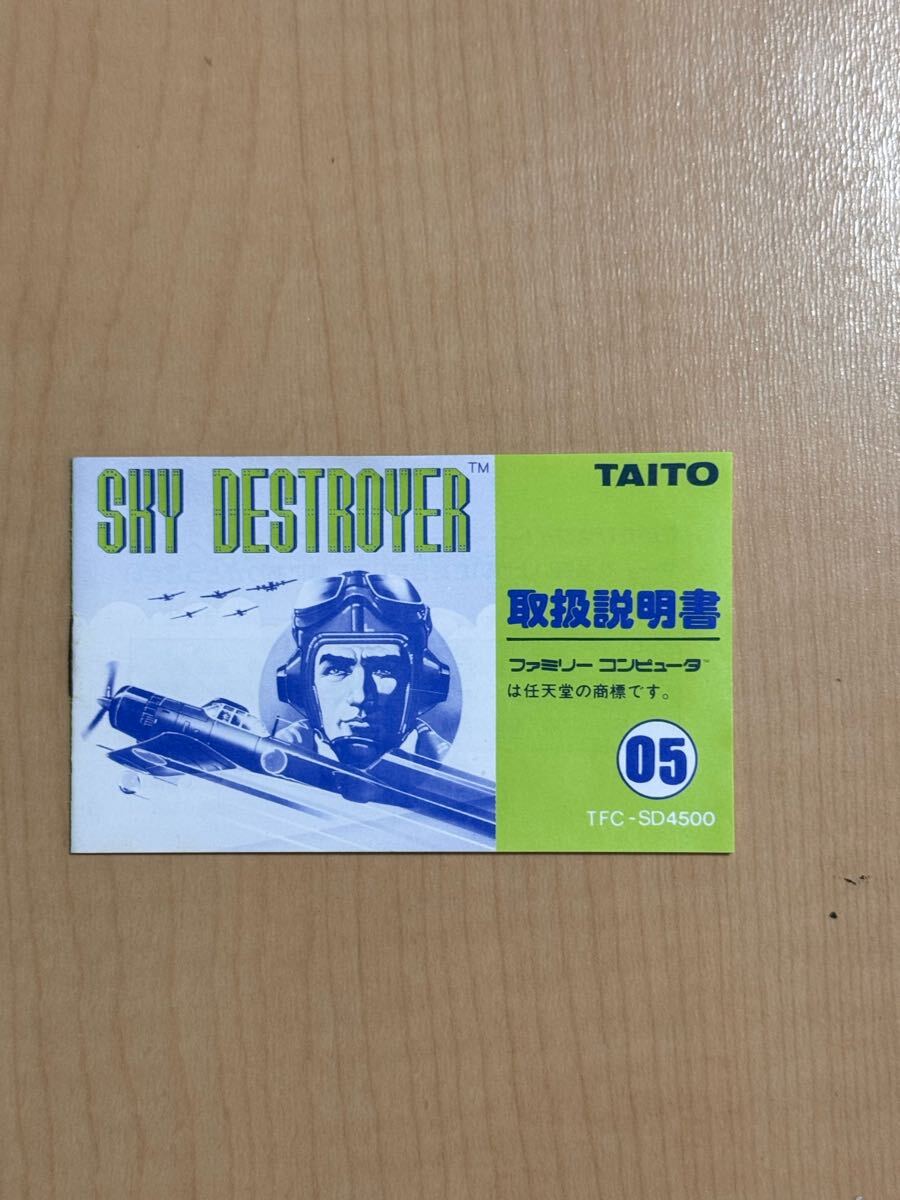 SKY DESTROYER™
TAITO
取扱説明書
ファミリー コンピュータ™
は任天堂の商標です。
05
TFC-SD4500